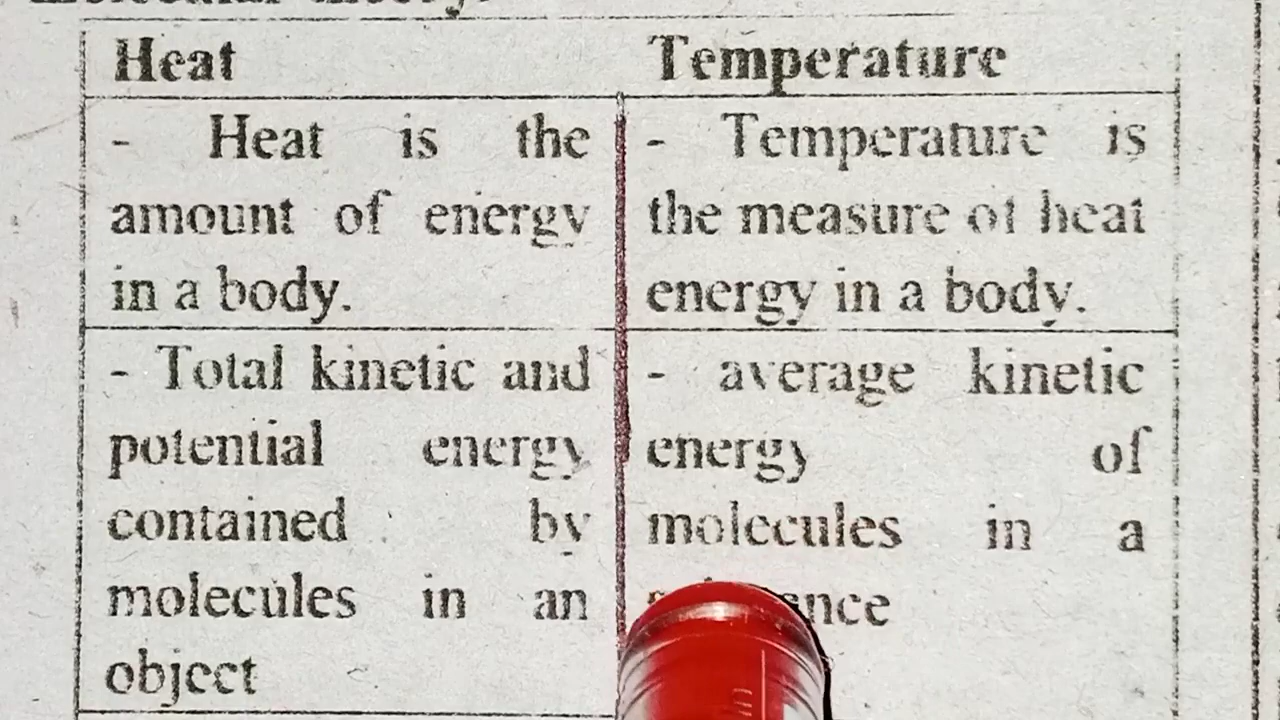 Heat
Temperature
- Heat is the
amount of energy
in a body.
- Temperature is
the measure of heat
energy in a body.
- Total kinetic and
potential energy
contained by
molecules in an
object
- average kinetic
energy of
molecules in a